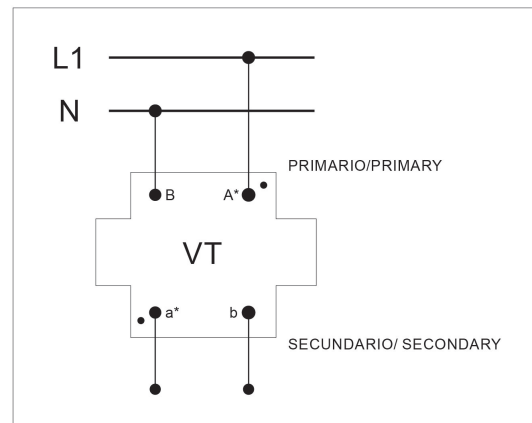 L1
N
PRIMARIO/PRIMARY
B A*
VT
a* b
SECUNDARIO/ SECONDARY